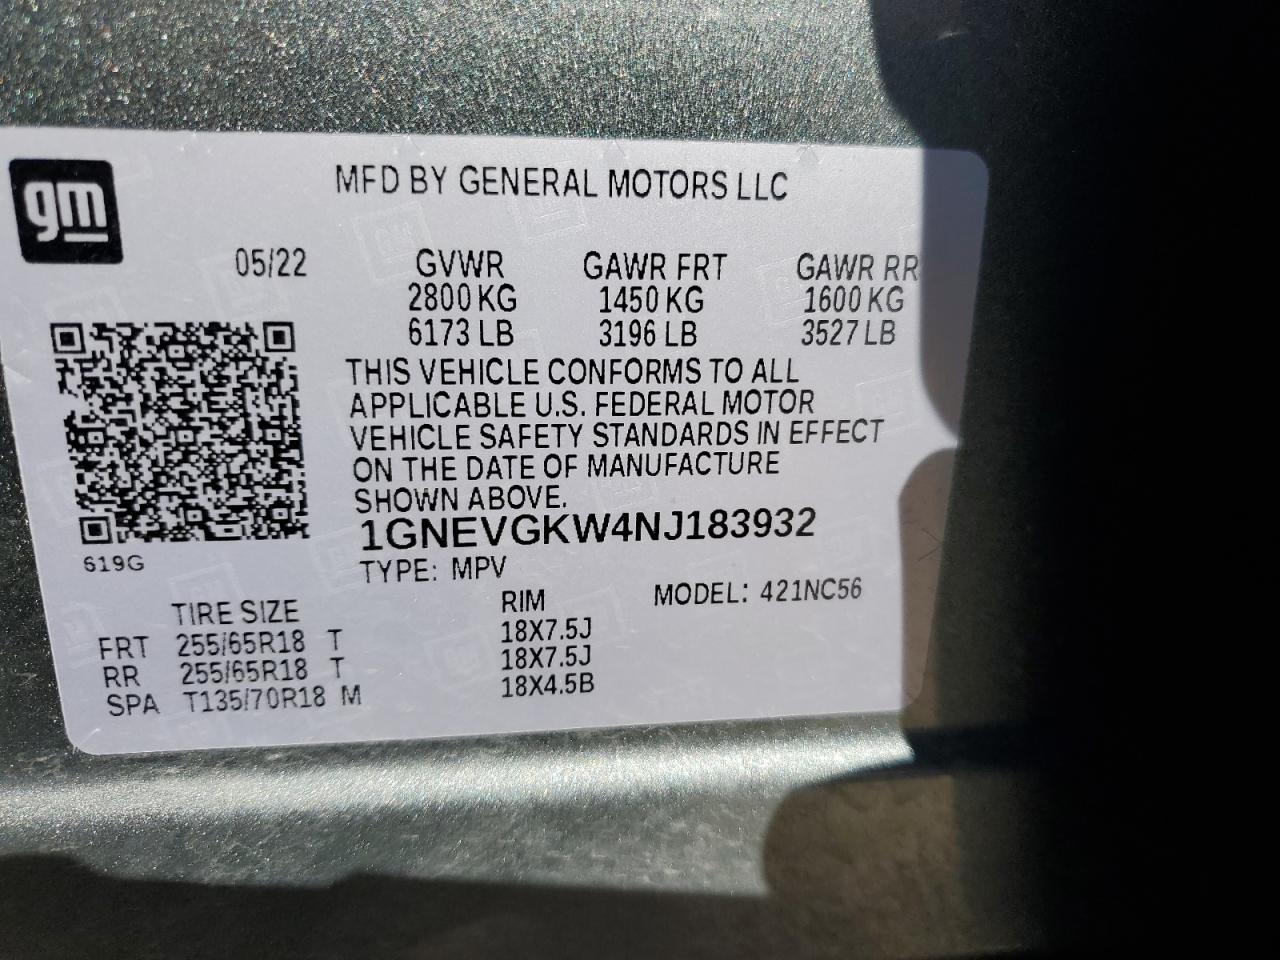 gm
MFD BY GENERAL MOTORS LLC
05/22 GVWR GAWR FRT GAWR RR
2800 KG 1450 KG 1600 KG
6173 LB 3196 LB 3527 LB
THIS VEHICLE CONFORMS TO ALL
APPLICABLE U.S. FEDERAL MOTOR
VEHICLE SAFETY STANDARDS IN EFFECT
ON THE DATE OF MANUFACTURE
SHOWN ABOVE.
1GNEVGKW4NJ183932
619G
TYPE: MPV MODEL: 421NC56
TIRE SIZE RIM
FRT 255/65R18 T 18X7.5J
RR 255/65R18 T 18X7.5J
SPA T135/70R18 M 18X4.5B